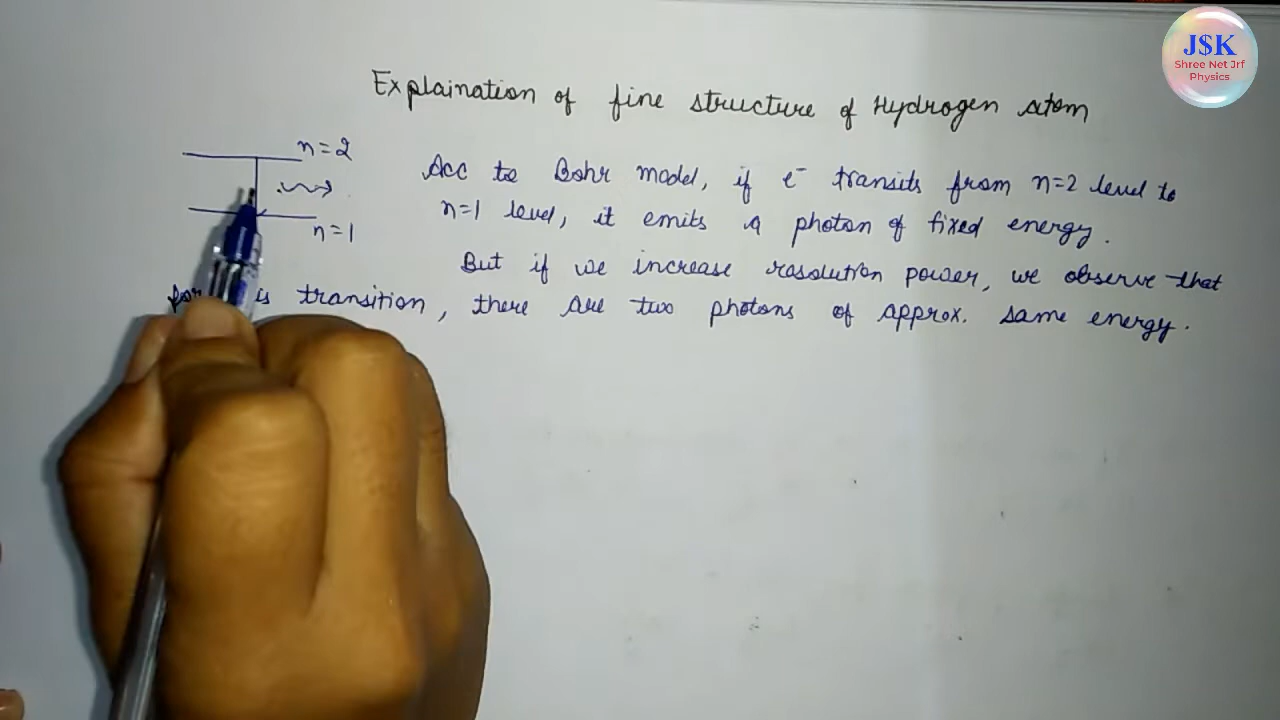 J$K
Shree Net Jrf
Physics
Explaination of fine structure of Hydrogen atom
n=2
n=1
Acc to Bohr model, if e⁻ transits from n=2 level to
n=1 level, it emits a photon of fixed energy.
But if we increase resolution power, we observe that
transition, there are two photons of approx. same energy.